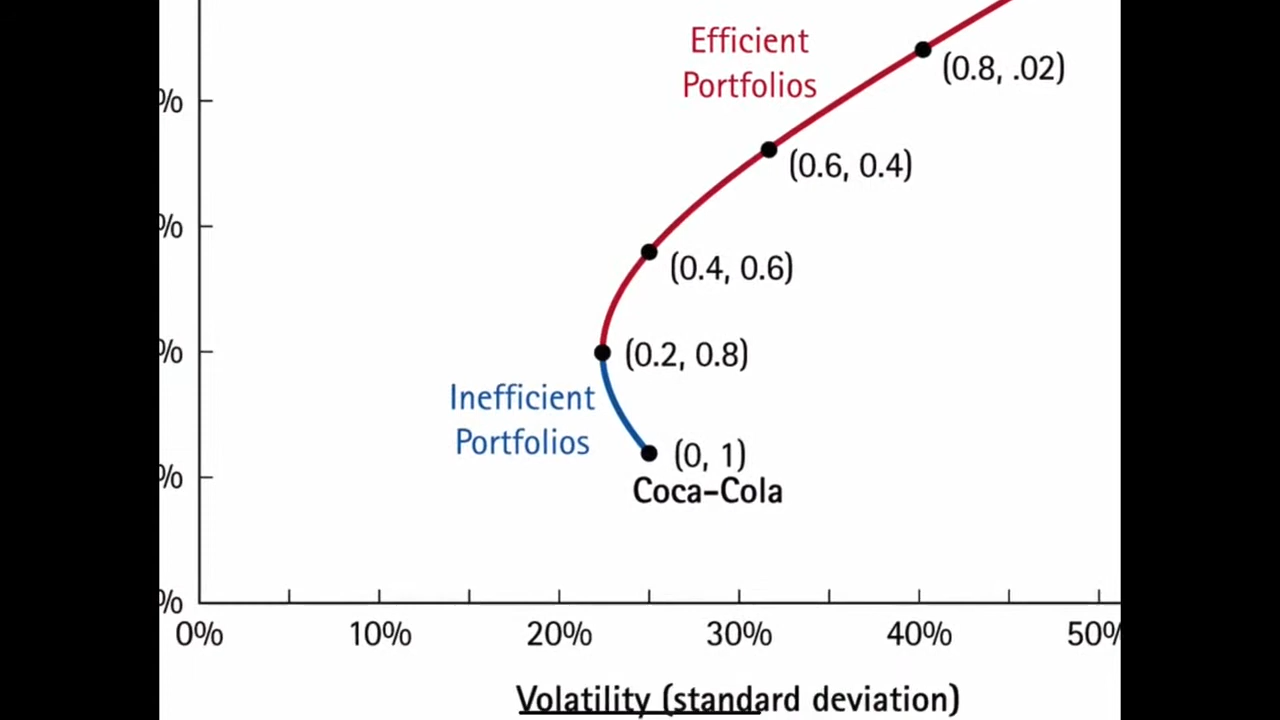 Efficient
Portfolios
(0.8, .02)
%
(0.6, 0.4)
%
(0.4, 0.6)
%
(0.2, 0.8)
Inefficient
Portfolios
(0, 1)
%
Coca-Cola
%
0% 10% 20% 30% 40% 50%
Volatility (standard deviation)